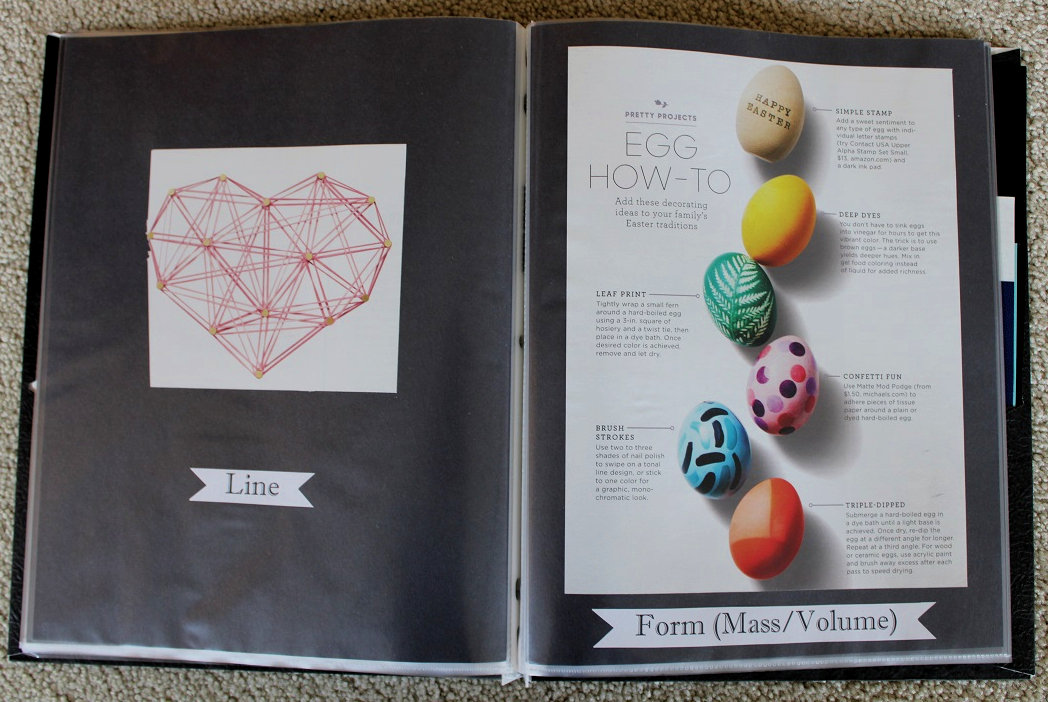 Line
PRETTY PROJECTS
EGG
HOW-TO
Add these decorating
ideas to your family's
Easter traditions
HAPPY
EASTER
SIMPLE STAMP
Add a sweet sentiment to
any type of egg with indi-
vidual letter stamps
(try Contact USA Upper
Alpha Stamp Set Small,
$13, amazon.com) and
a dark ink pad.
DEEP DYES
You don't have to sink eggs
into vinegar for hours to get this
vibrant color. The trick is to use
brown eggs—a darker base
yields deeper hues. Mix in
gel food coloring instead
of liquid for added richness.
LEAF PRINT
Tightly wrap a small fern
around a hard-boiled egg
using a 3-in. square of
hosiery and a twist tie, then
place in a dye bath. Once
desired color is achieved,
remove and let dry.
CONFETTI FUN
Use Matte Mod Podge (from
$1.50, michaels.com) to
adhere pieces of tissue
paper around a plain or
dyed hard-boiled egg.
BRUSH
STROKES
Use two to three
shades of nail polish
to swipe on a tonal
line design, or stick
to one color for
a graphic, mono-
chromatic look.
TRIPLE-DIPPED
Submerge a hard-boiled egg in
a dye bath until a light base is
achieved. Once dry, re-dip the
egg at a different angle for longer.
Repeat at a third angle. For wood
or ceramic eggs, use acrylic paint
and brush away excess after each
pass to speed drying.
Form (Mass/Volume)